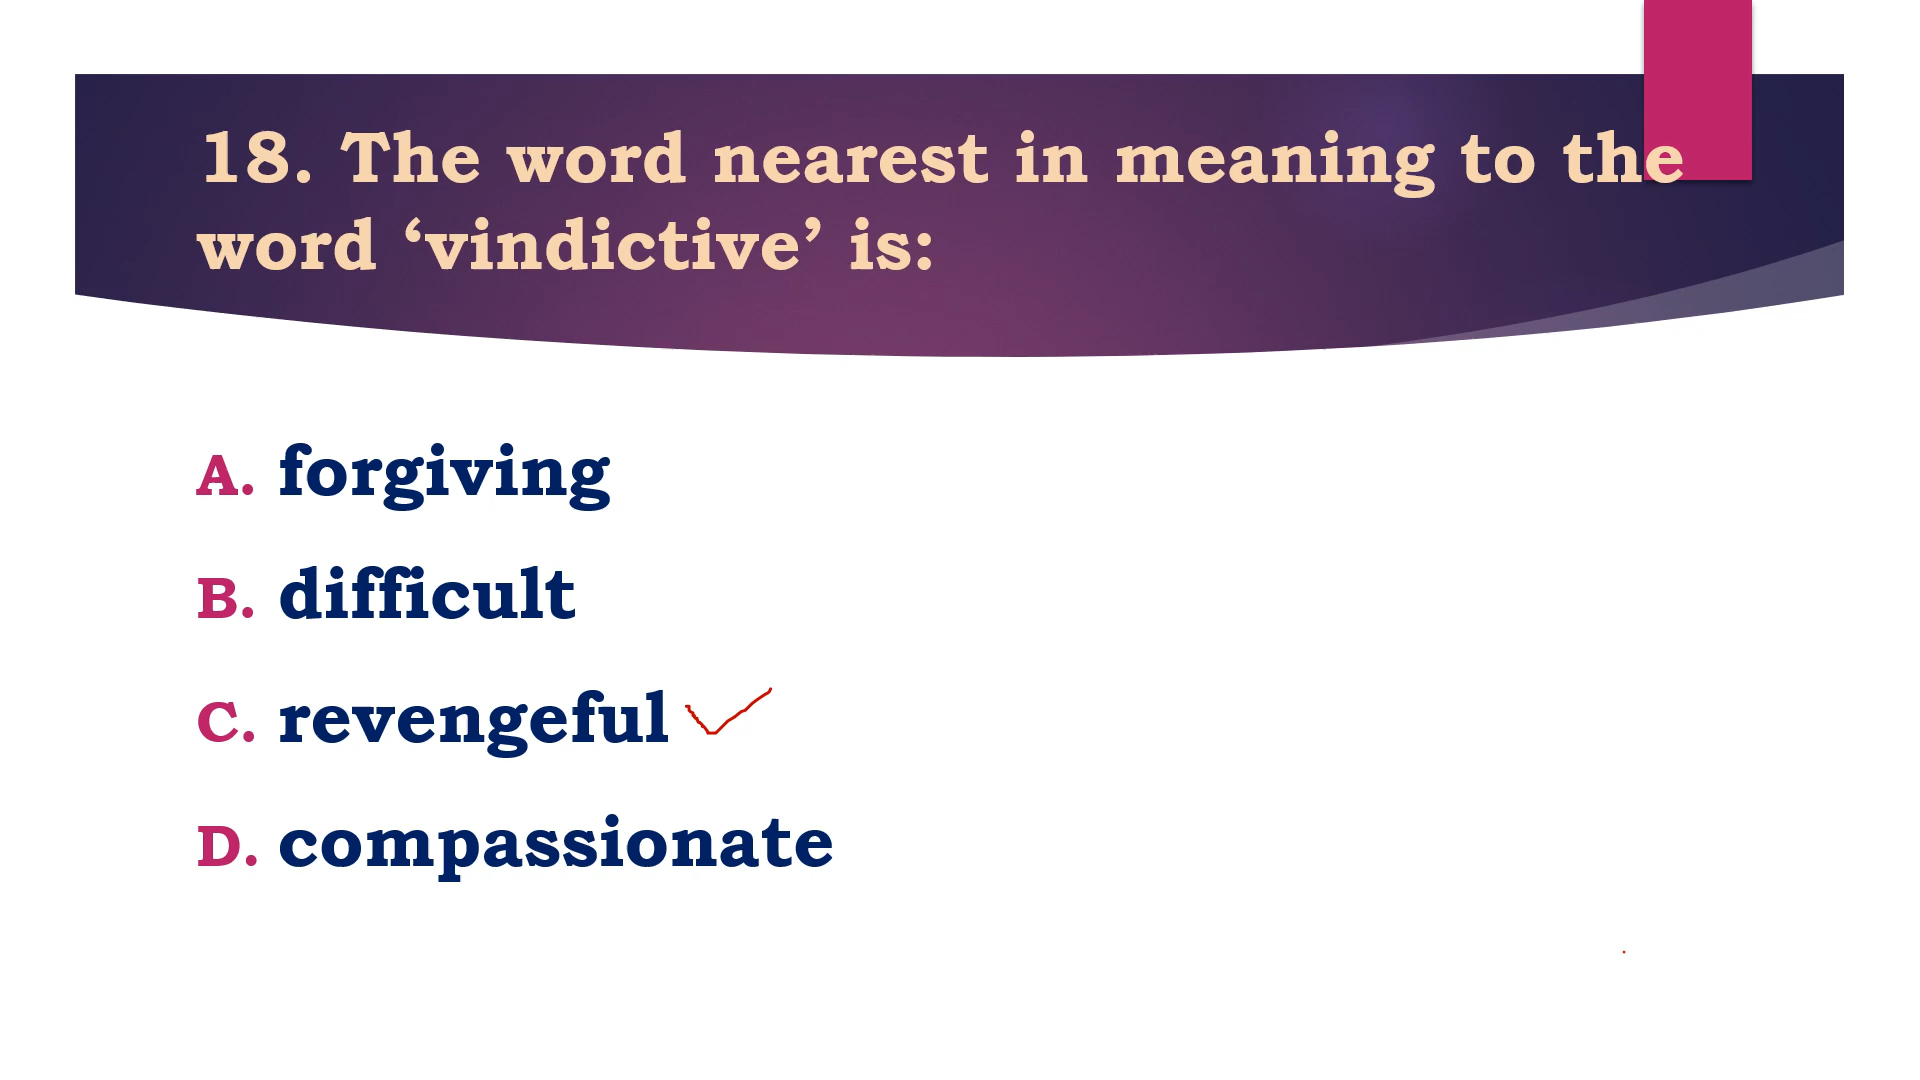 18. The word nearest in meaning to the
word ‘vindictive’ is:
A. forgiving
B. difficult
C. revengeful
D. compassionate